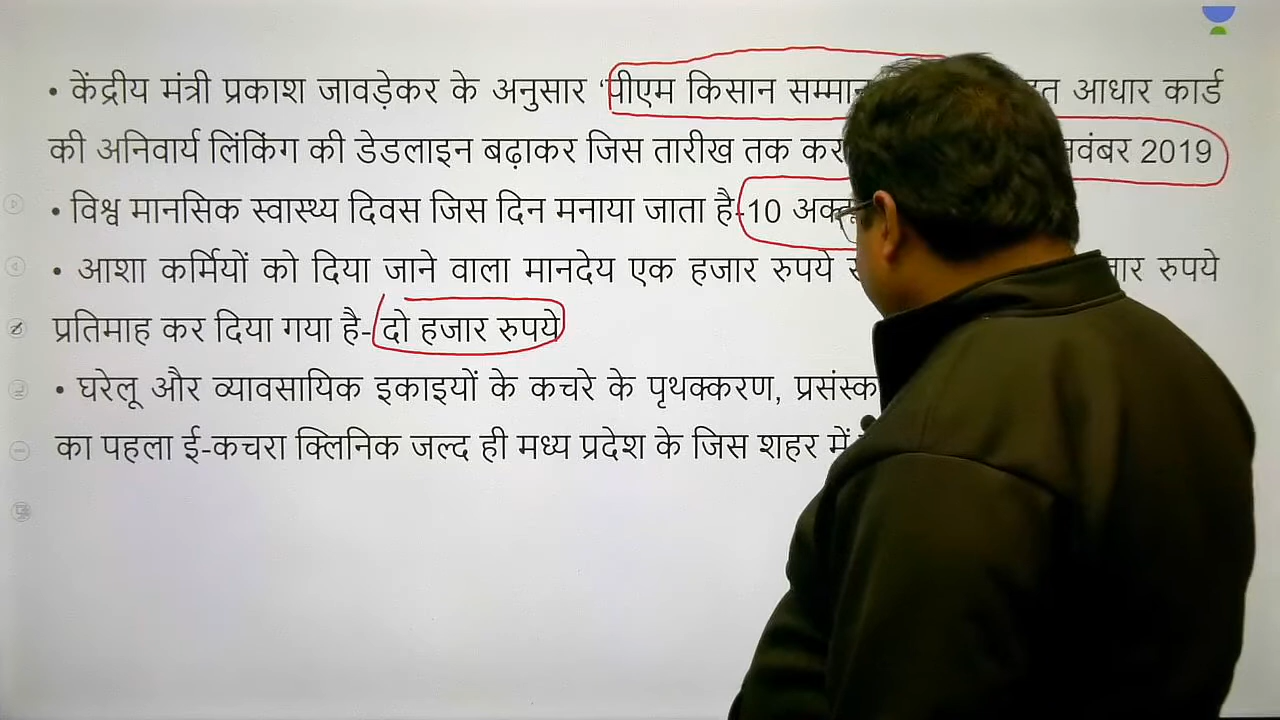 • केंद्रीय मंत्री प्रकाश जावड़ेकर के अनुसार 'पीएम किसान आधार कार्ड
की अनिवार्य लिंकिंग की डेडलाइन बढ़ाकर जिस तारीख तक कर नवंबर 2019
• विश्व मानसिक स्वास्थ्य दिवस जिस दिन मनाया जाता है-10
• आशा कर्मियों को दिया जाने वाला मानदेय एक हजार रुपये रुपये
प्रतिमाह कर दिया गया है- दो हजार रुपये
• घरेलू और व्यावसायिक इकाइयों के कचरे के पृथक्करण,
का पहला ई-कचरा क्लिनिक जल्द ही मध्य प्रदेश के जिस शहर में